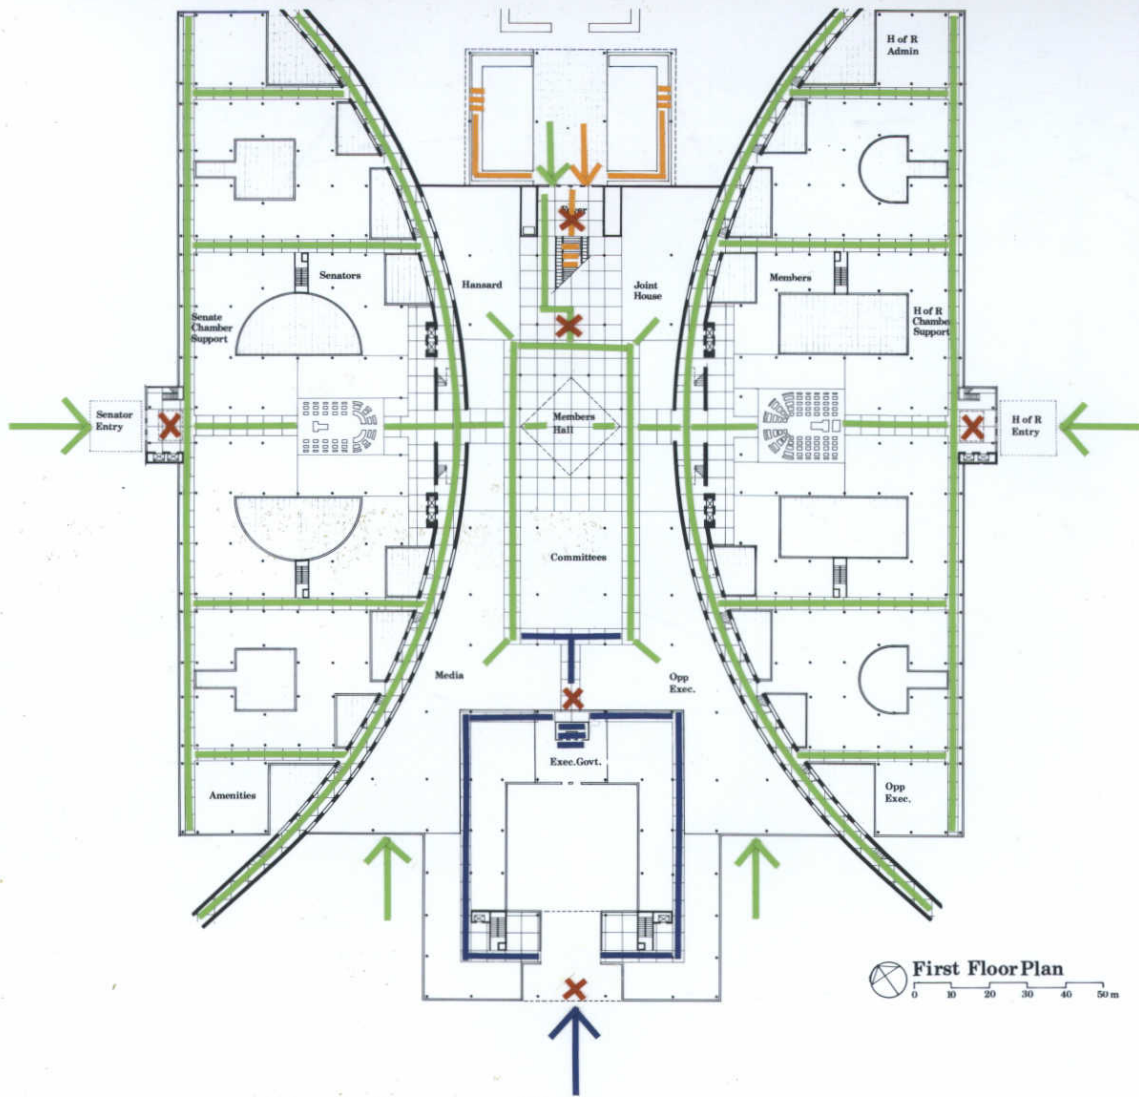 H of R
Admin
Senators
Hansard
Joint
House
Members
Senate
Chamber
Support
H of R
Chamber
Support
Senator
Entry
Members
Hall
H of R
Entry
Committees
Media
Opp
Exec.
Exec.Govt.
Amenities
Opp
Exec.
First Floor Plan
0 10 20 30 40 50 m